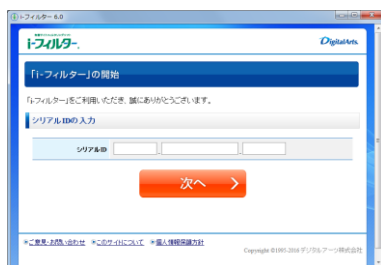 i-フィルター 6.0
i-フィルター.
DigitalArts.
「i-フィルター」の開始
「i-フィルター」をご利用いただき、誠にありがとうございます。
シリアルIDの入力
シリアルID
次へ
ご意見・お問い合わせ このサイトについて 個人情報保護方針
Copyright ©1995-2016 デジタルアーツ株式会社